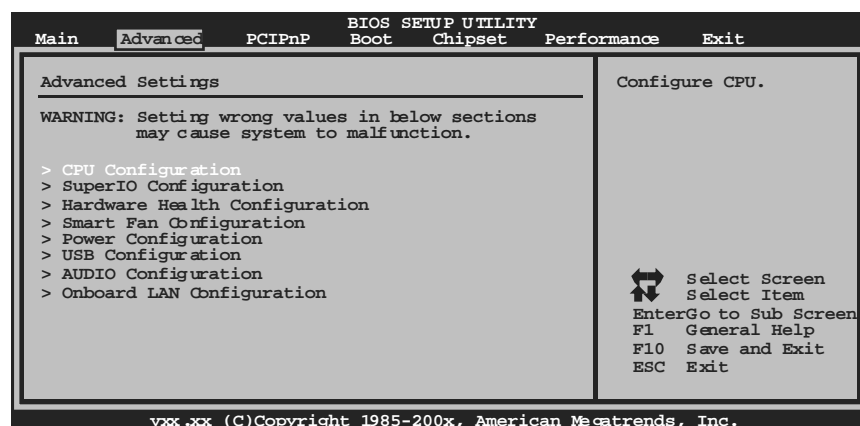 BIOS SETUP UTILITY
Main Advanced PCIPnP Boot Chipset Performance Exit
Advanced Settings
WARNING: Setting wrong values in below sections
may cause system to malfunction.
> CPU Configuration
> SuperIO Configuration
> Hardware Health Configuration
> Smart Fan Configuration
> Power Configuration
> USB Configuration
> AUDIO Configuration
> Onboard LAN Configuration
Configure CPU.
Select Screen
Select Item
Enter Go to Sub Screen
F1 General Help
F10 Save and Exit
ESC Exit
vxx.xx (C)Copyright 1985-200x, American Megatrends, Inc.